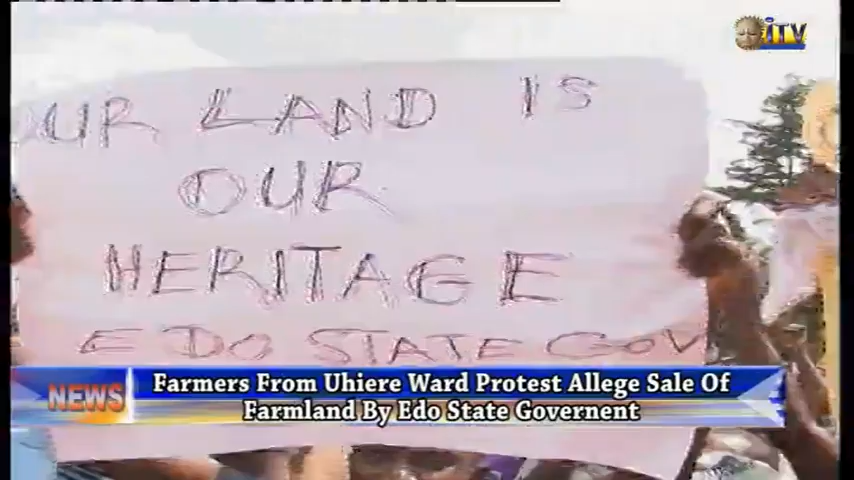 iTV
OUR LAND IS
OUR
HERITAGE
EDO STATE GOV
NEWS
Farmers From Uhiere Ward Protest Allege Sale Of
Farmland By Edo State Governent